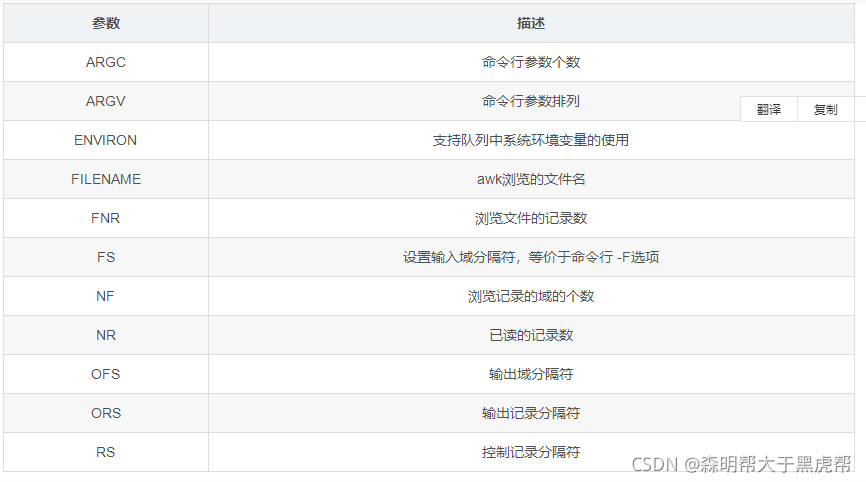 参数 描述
ARGC 命令行参数个数
ARGV 命令行参数排列
翻译 复制
ENVIRON 支持队列中系统环境变量的使用
FILENAME awk浏览的文件名
FNR 浏览文件的记录数
FS 设置输入域分隔符，等价于命令行 -F选项
NF 浏览记录的域的个数
NR 已读的记录数
OFS 输出域分隔符
ORS 输出记录分隔符
RS 控制记录分隔符
CSDN @森明帮大于黑虎帮